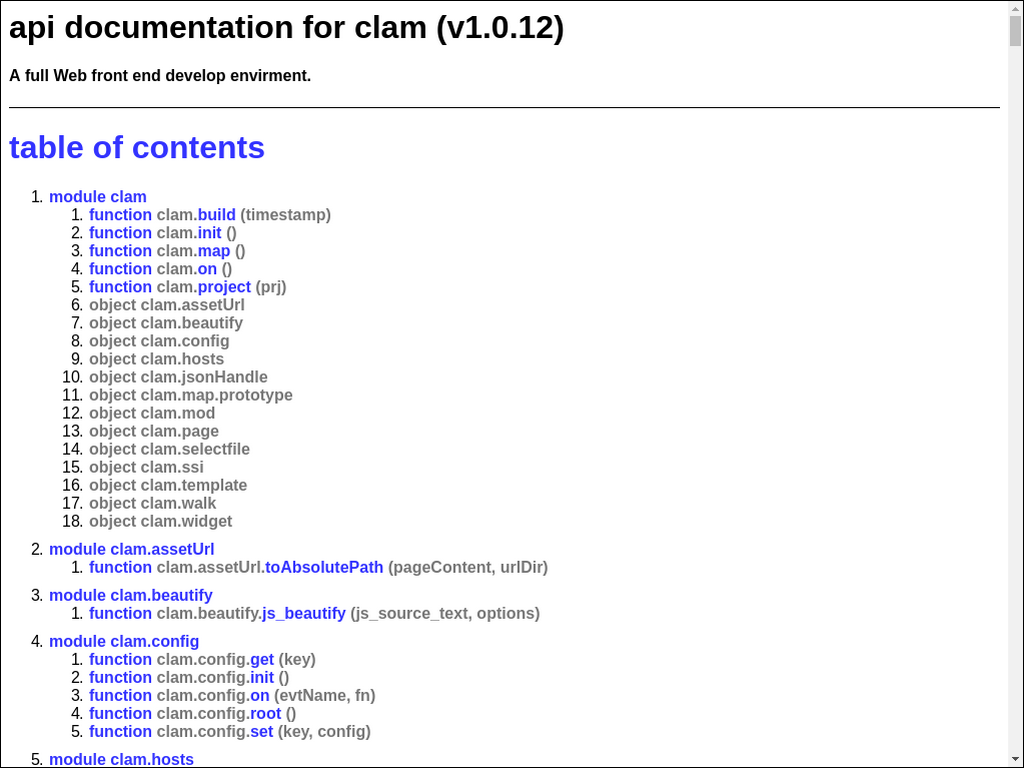 api documentation for clam (v1.0.12)
A full Web front end develop envirment.
table of contents
1. module clam
1. function clam.build (timestamp)
2. function clam.init ()
3. function clam.map ()
4. function clam.on ()
5. function clam.project (prj)
6. object clam.assetUrl
7. object clam.beautify
8. object clam.config
9. object clam.hosts
10. object clam.jsonHandle
11. object clam.map.prototype
12. object clam.mod
13. object clam.page
14. object clam.selectfile
15. object clam.ssi
16. object clam.template
17. object clam.walk
18. object clam.widget
2. module clam.assetUrl
1. function clam.assetUrl.toAbsolutePath (pageContent, urlDir)
3. module clam.beautify
1. function clam.beautify.js_beautify (js_source_text, options)
4. module clam.config
1. function clam.config.get (key)
2. function clam.config.init ()
3. function clam.config.on (evtName, fn)
4. function clam.config.root ()
5. function clam.config.set (key, config)
5. module clam.hosts